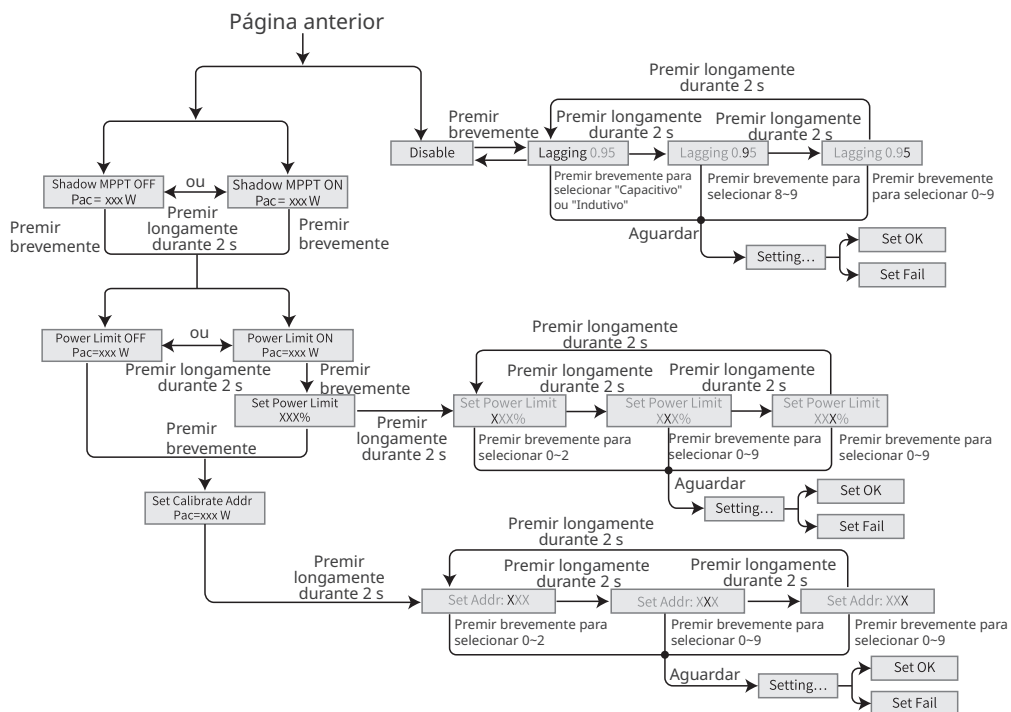 Página anterior
Premir longamente
durante 2 s
Premir
brevemente
Premir longamente
durante 2 s
Premir longamente
durante 2 s
Disable
Lagging 0.95
Lagging 0.95
Lagging 0.95
Premir brevemente para
selecionar "Capacitivo"
ou "Indutivo"
Premir brevemente para
selecionar 8~9
Premir brevemente
para selecionar 0~9
Aguardar
Setting...
Set OK
Set Fail
Shadow MPPT OFF
Pac= xxx W
ou
Shadow MPPT ON
Pac= xxx W
Premir
brevemente
Premir
longamente
durante 2 s
Premir
brevemente
Power Limit OFF
Pac=xxx W
ou
Power Limit ON
Pac=xxx W
Premir longamente
durante 2 s
Premir
brevemente
Set Power Limit
XXX%
Premir
brevemente
Premir
longamente
durante 2 s
Premir longamente
durante 2 s
Premir longamente
durante 2 s
Premir longamente
durante 2 s
Set Power Limit
XXX%
Set Power Limit
XXX%
Set Power Limit
XXX%
Premir brevemente para
selecionar 0~2
Premir brevemente para
selecionar 0~9
Premir brevemente para
selecionar 0~9
Aguardar
Setting...
Set OK
Set Fail
Set Calibrate Addr
Pac=xxx W
Premir
longamente
durante 2 s
Premir longamente
durante 2 s
Premir longamente
durante 2 s
Premir longamente
durante 2 s
Set Addr: XXX
Set Addr: XXX
Set Addr: XXX
Premir brevemente para
selecionar 0~2
Premir brevemente para
selecionar 0~9
Premir brevemente para
selecionar 0~9
Aguardar
Setting...
Set OK
Set Fail